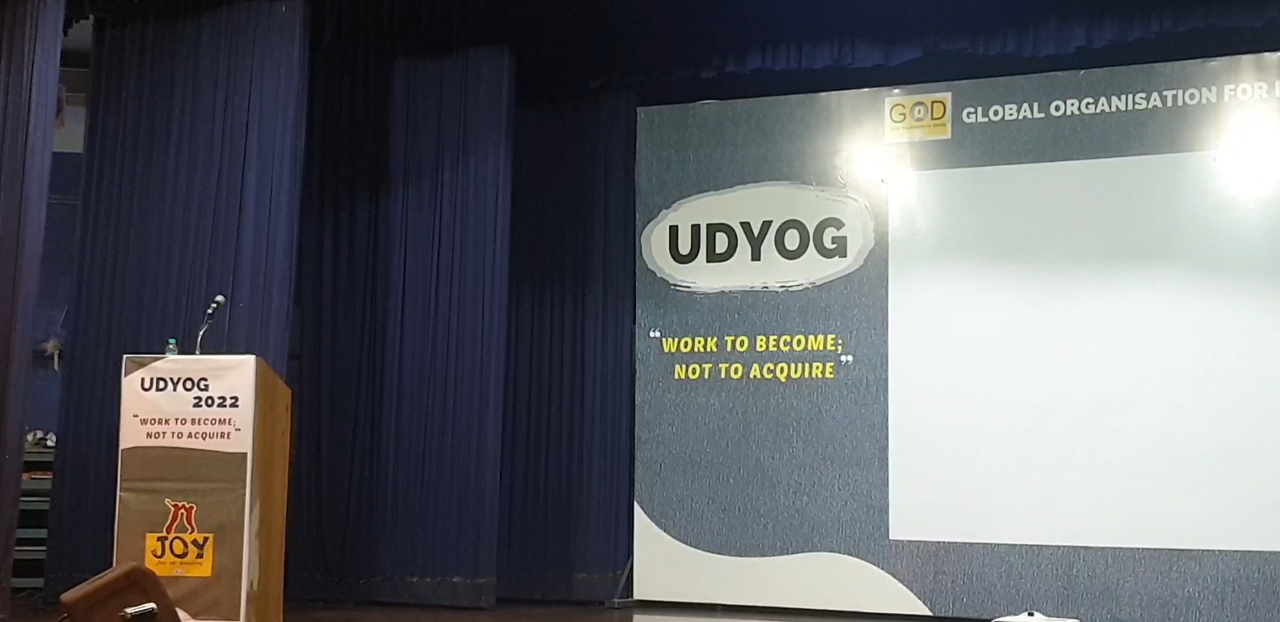 UDYOG
2022
"WORK TO BECOME;
NOT TO ACQUIRE"
JOY
GOD
GLOBAL ORGANISATION FOR
UDYOG
"WORK TO BECOME;
NOT TO ACQUIRE"